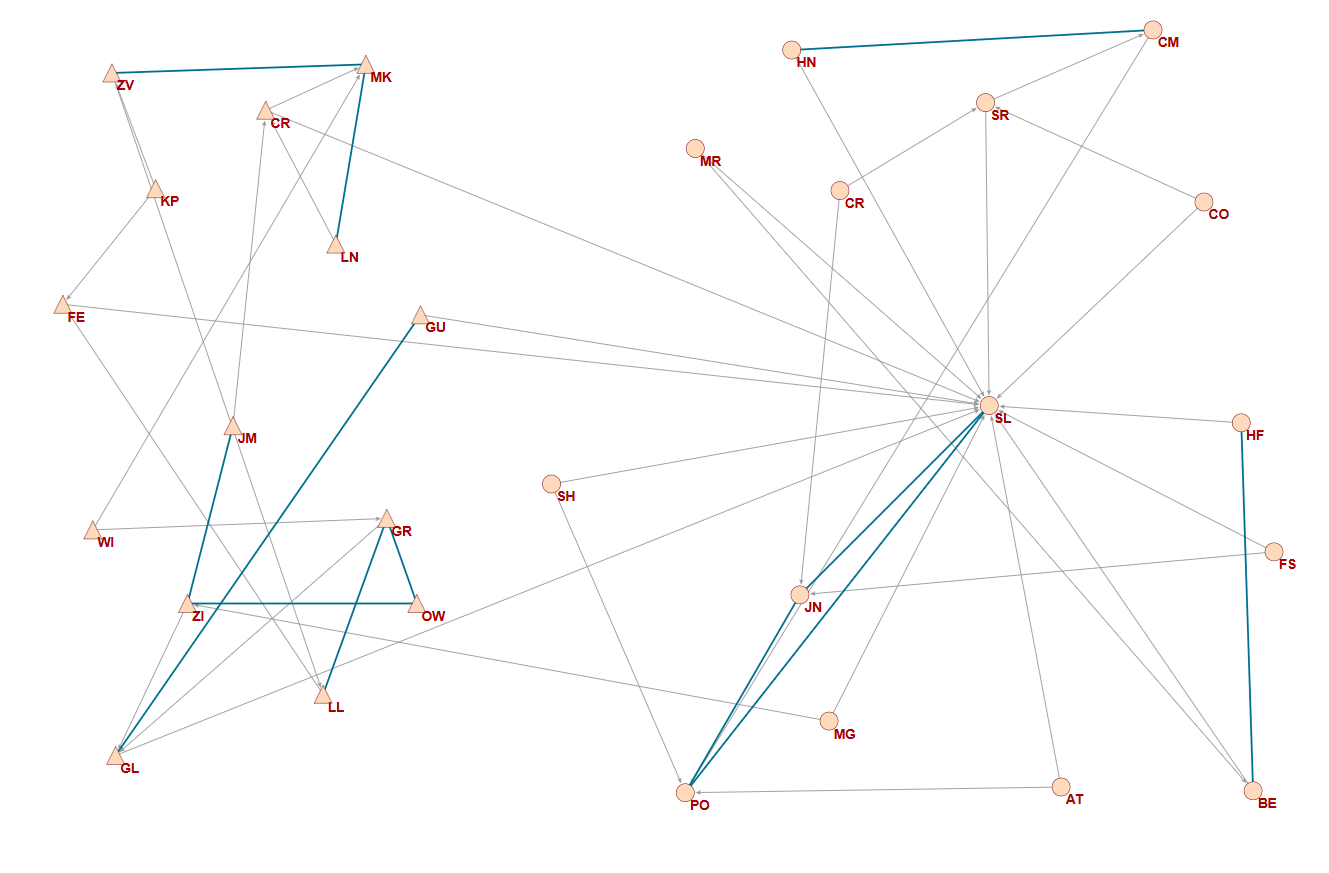 CM
HN
MK
ZV
SR
CR
MR
KP
CR
CO
LN
FE
GU
SL
HF
JM
SH
GR
WI
FS
JN
ZI
OW
LL
MG
GL
AT
BE
PO